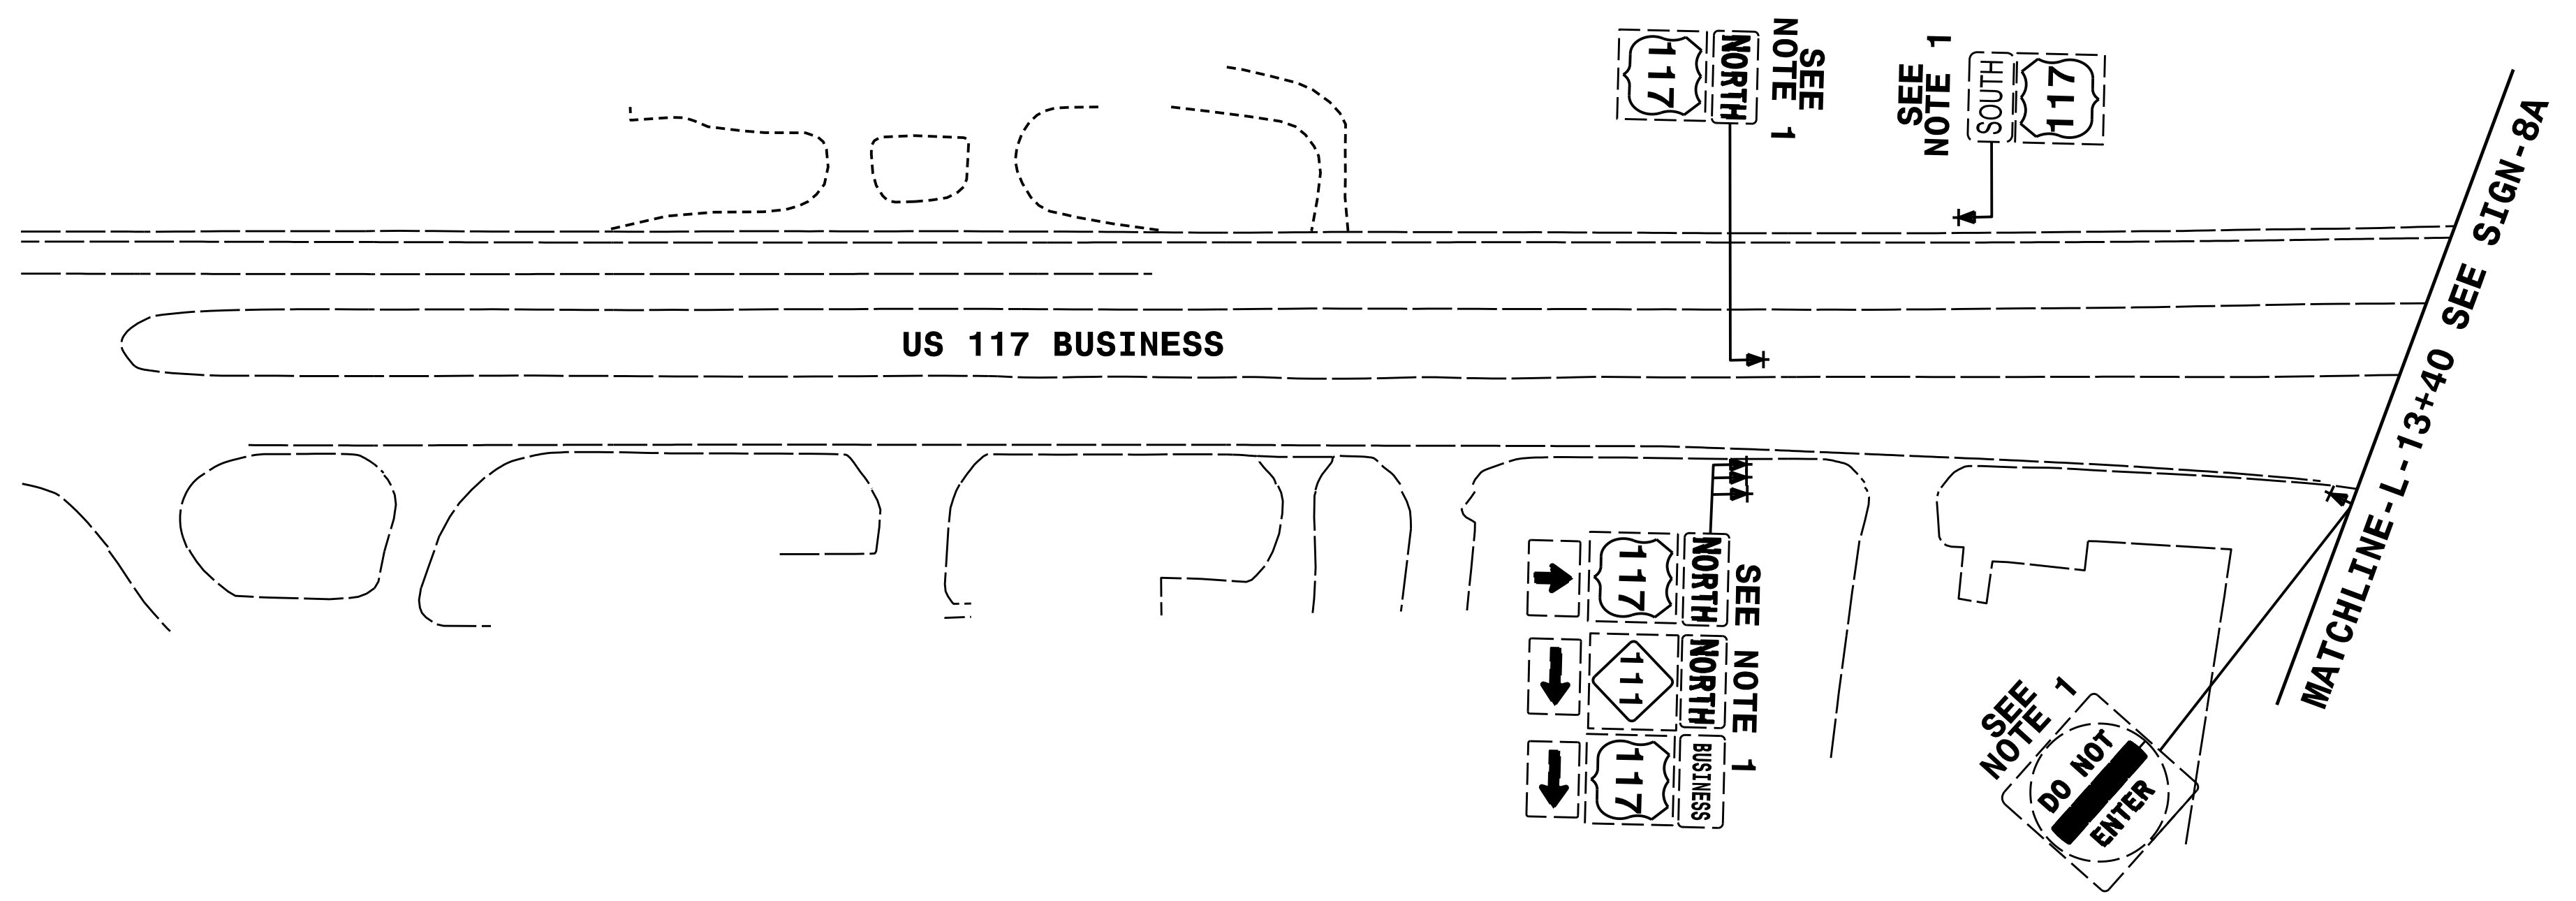 NORTH
117
SEE
NOTE 1
SEE
NOTE 1
SOUTH
117
US 117 BUSINESS
MATCHLINE-L-13+40 SEE SIGN-8A
NORTH
117
NORTH
111
BUSINESS
117
SEE NOTE 1
SEE
NOTE 1
DO NOT
ENTER